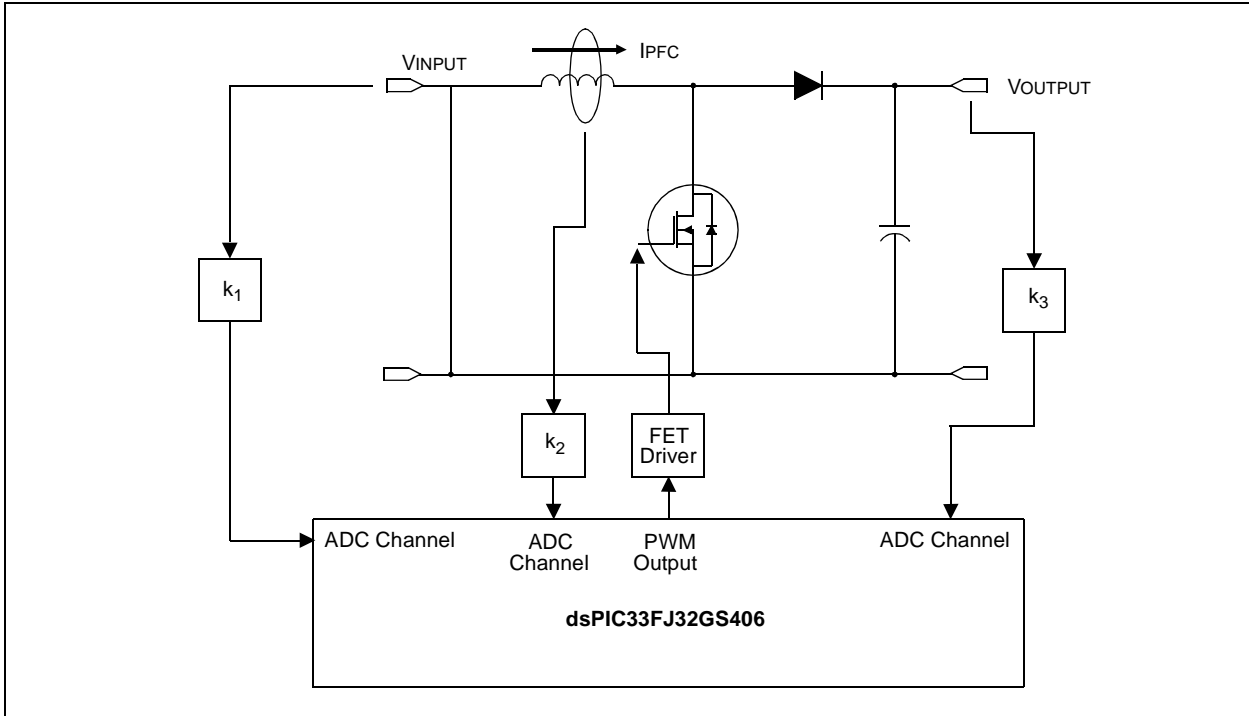 IPFC
VINPUT
VOUTPUT
k1
k3
k2
FET
Driver
ADC Channel
ADC
Channel
PWM
Output
ADC Channel
dsPIC33FJ32GS406